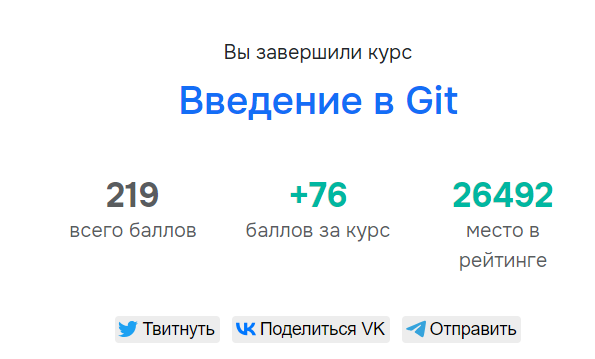 Вы завершили курс
Введение в Git
219 +76 26492
всего баллов баллов за курс место в
рейтинге
Твитнуть Поделиться VK Отправить